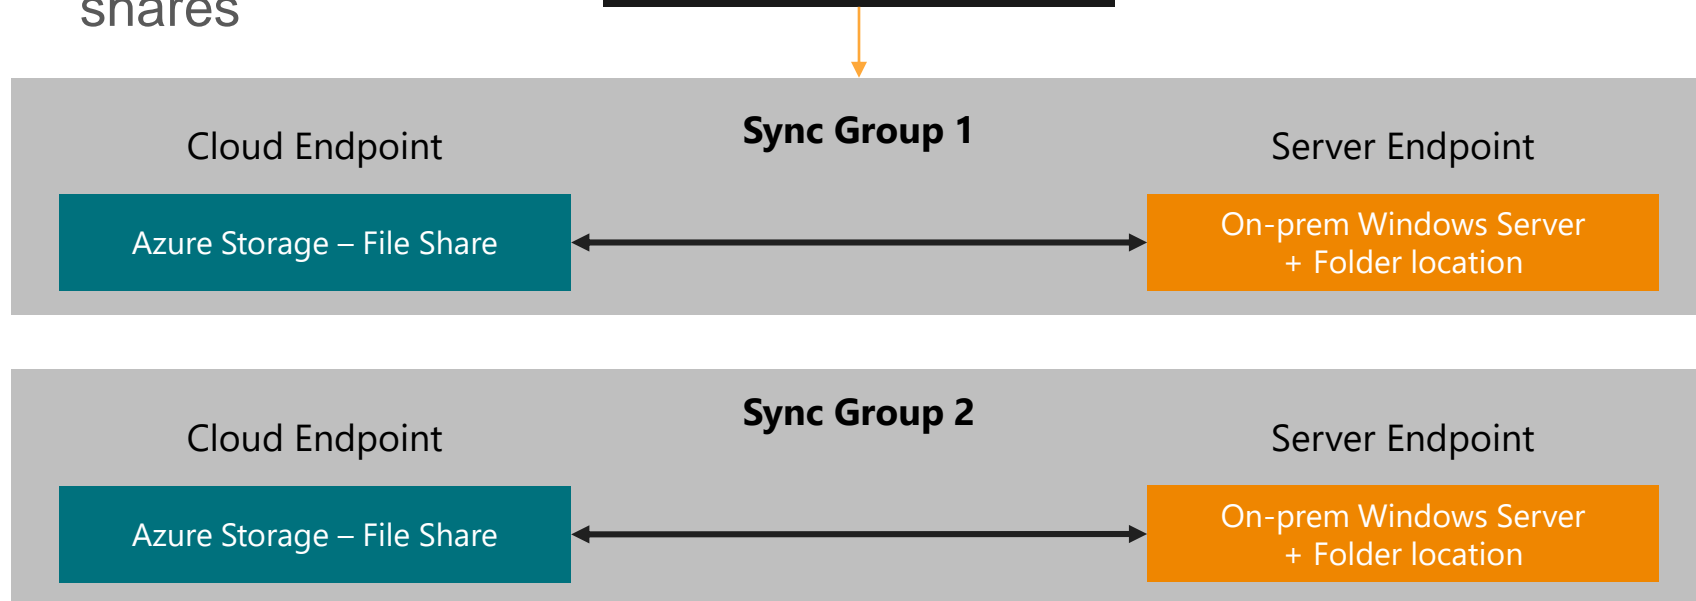 shares
Sync Group 1
Cloud Endpoint
Server Endpoint
Azure Storage – File Share
On-prem Windows Server
+ Folder location
Sync Group 2
Cloud Endpoint
Server Endpoint
Azure Storage – File Share
On-prem Windows Server
+ Folder location